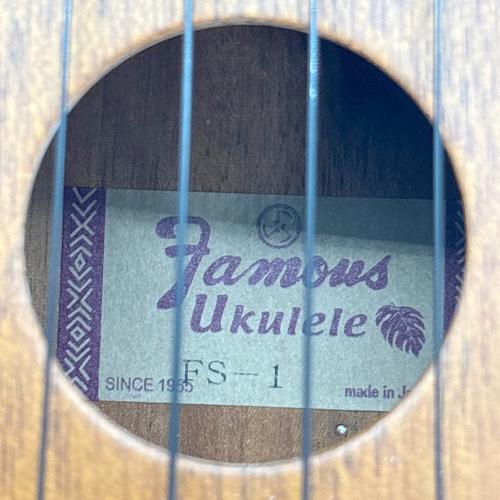 Famous
Ukulele
FS-1
SINCE 1955
made in